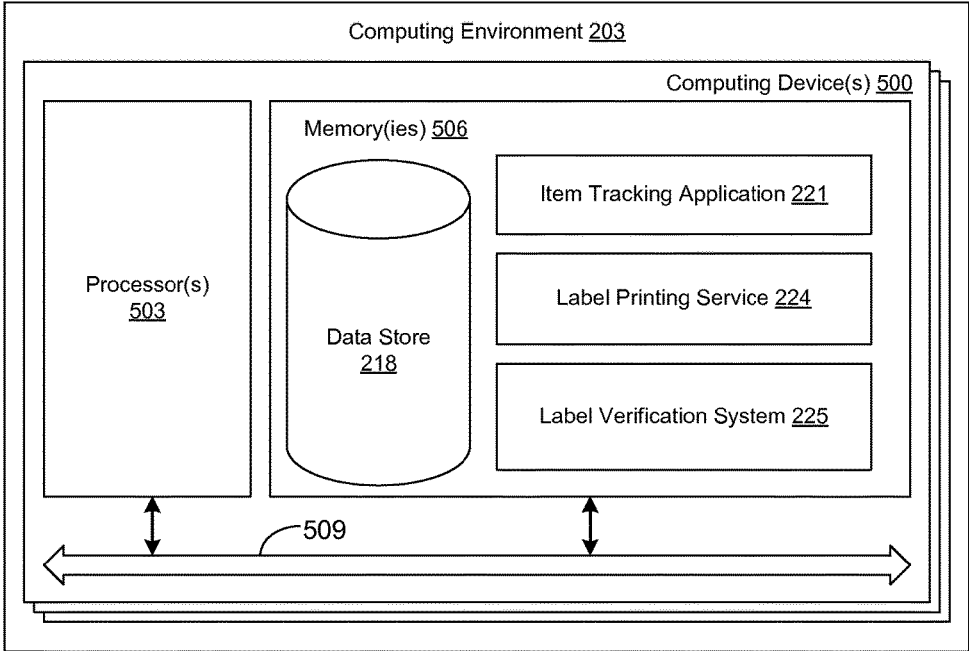 Computing Environment 203
Computing Device(s) 500
Memory(ies) 506
Processor(s)
503
Data Store
218
Item Tracking Application 221
Label Printing Service 224
Label Verification System 225
509